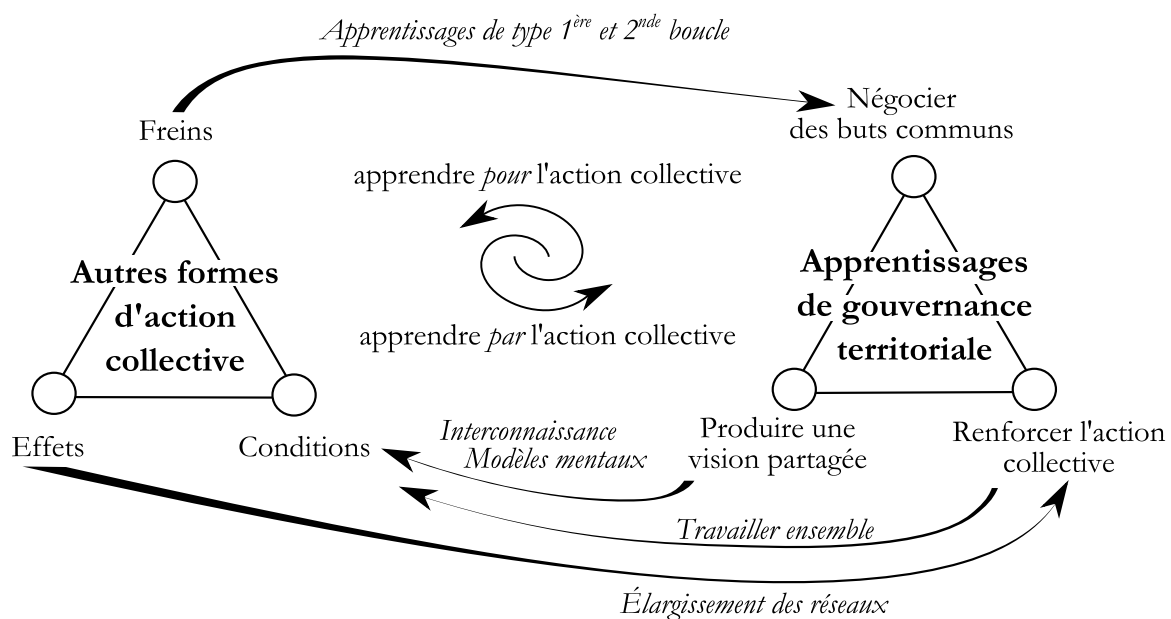 Apprentissages de type 1ère et 2nde boucle
Négocier
des buts communs
Freins
apprendre pour l'action collective
Autres formes
d'action
collective
Apprentissages
de gouvernance
territoriale
apprendre par l'action collective
Effets
Conditions
Interconnaissance
Modèles mentaux
Produire une
vision partagée
Renforcer l'action
collective
Travailler ensemble
Élargissement des réseaux